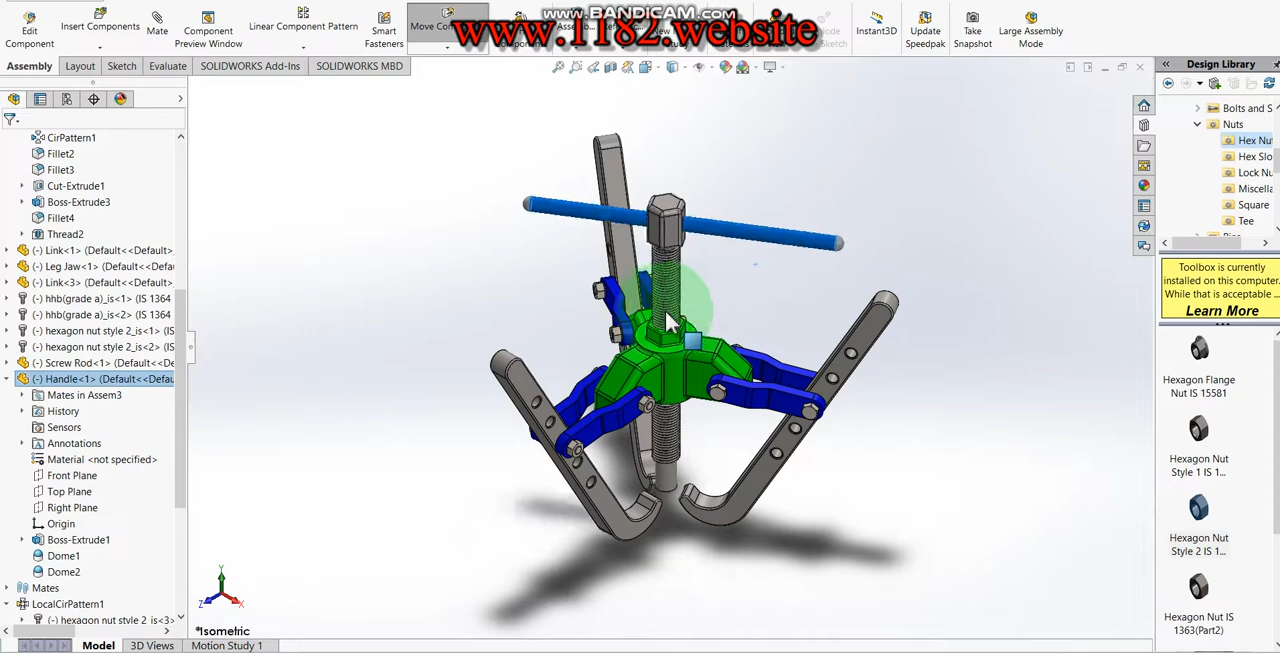 www.BANDICAM.com
www.1182.website
Edit Component
Insert Components
Mate
Component Preview Window
Linear Component Pattern
Smart Fasteners
Move Co
Instant3D
Update Speedpak
Take Snapshot
Large Assembly Mode
Assembly
Layout
Sketch
Evaluate
SOLIDWORKS Add-Ins
SOLIDWORKS MBD
CirPattern1
Fillet2
Fillet3
Cut-Extrude1
Boss-Extrude3
Fillet4
Thread2
(-) Link<1> (Default<<Default>
(-) Leg Jaw<1> (Default<<Defa
(-) Link<3> (Default<<Default>
(-) hhb(grade a)_is<1> (IS 1364
(-) hhb(grade a)_is<2> (IS 1364
(-) hexagon nut style 2_is<1> (IS
(-) hexagon nut style 2_is<2> (IS
(-) Screw Rod<1> (Default<<De
(-) Handle<1> (Default<<Defau
Mates in Assem3
History
Sensors
Annotations
Material <not specified>
Front Plane
Top Plane
Right Plane
Origin
Boss-Extrude1
Dome1
Dome2
Mates
LocalCirPattern1
(-) hexagon nut style 2_is<3>
Y
Z
X
*Isometric
Model
3D Views
Motion Study 1
Design Library
Bolts and S
Nuts
Hex Nu
Hex Slo
Lock Nu
Miscella
Square
Tee
Toolbox is currently
installed on this computer.
While that is acceptable ...
Learn More
Hexagon Flange
Nut IS 15581
Hexagon Nut
Style 1 IS 1...
Hexagon Nut
Style 2 IS 1...
Hexagon Nut IS
1363(Part2)